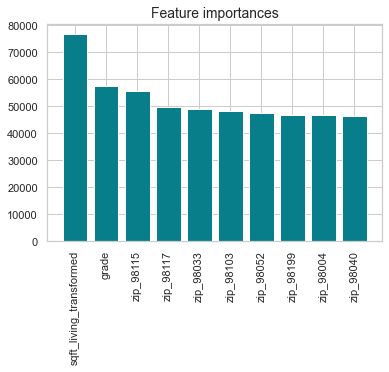 Feature importances
80000
70000
60000
50000
40000
30000
20000
10000
0
sqft_living_transformed
grade
zip_98115
zip_98117
zip_98033
zip_98103
zip_98052
zip_98199
zip_98004
zip_98040